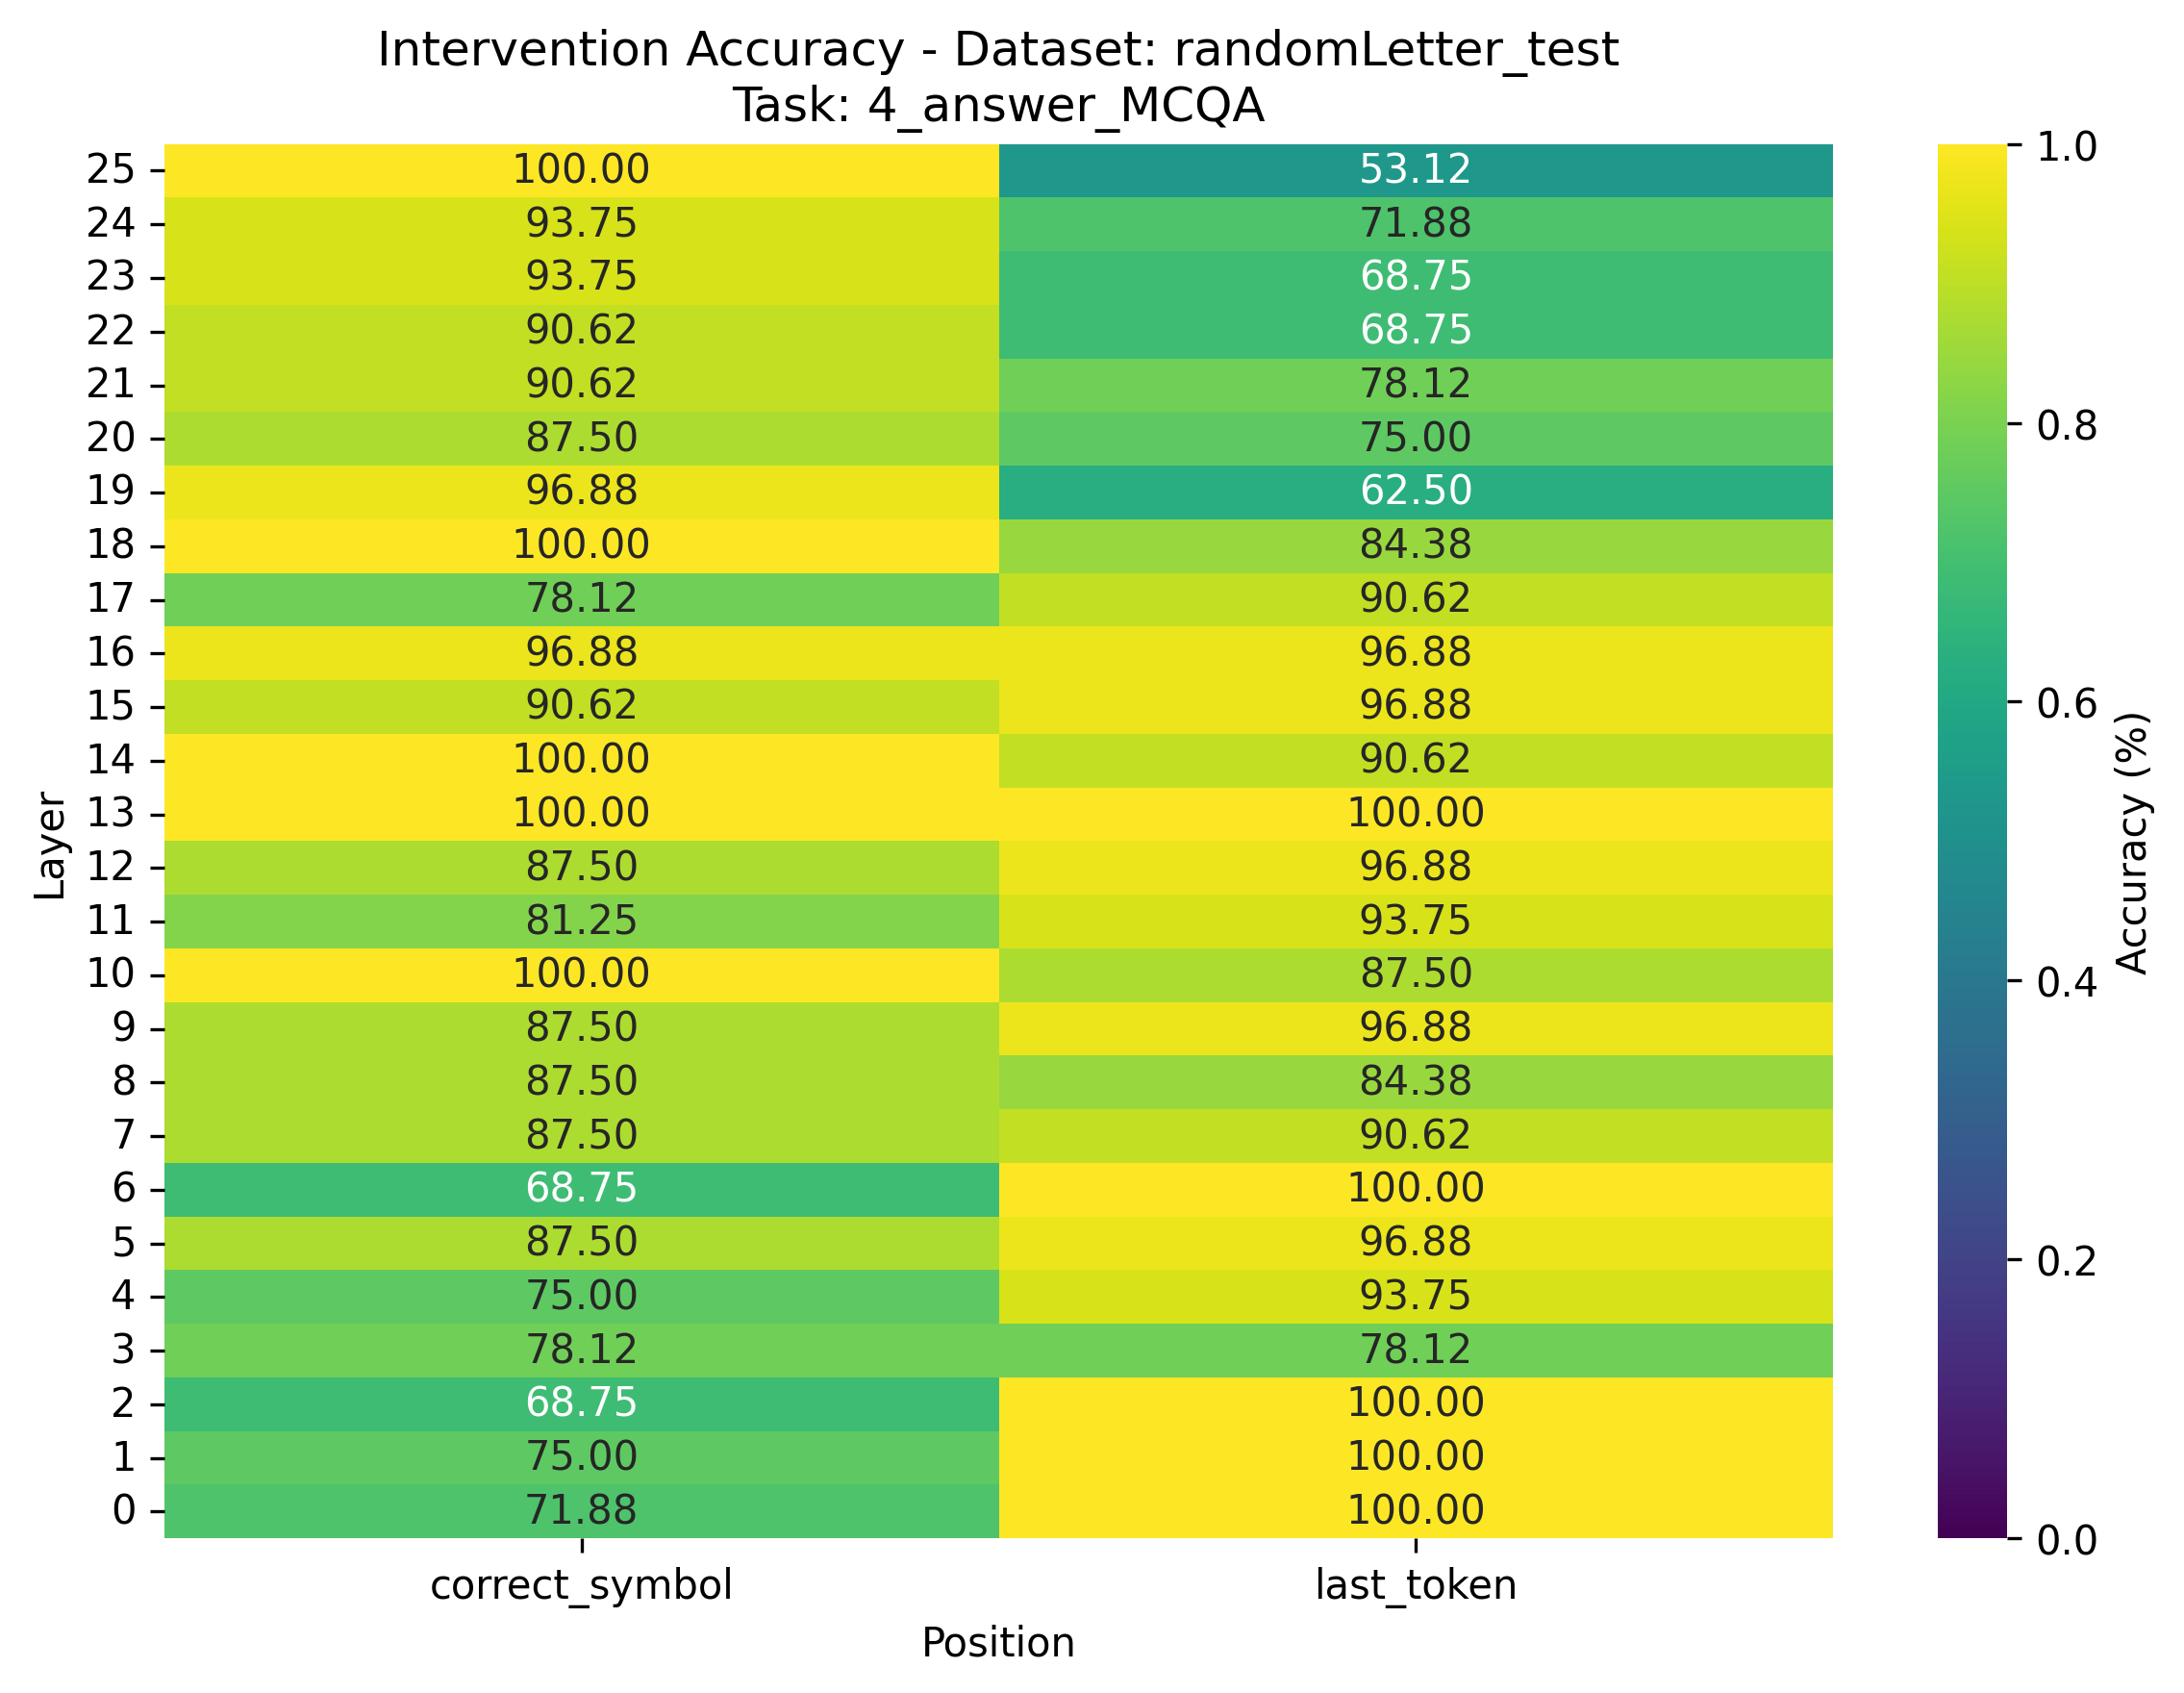 Intervention Accuracy - Dataset: randomLetter_test
Task: 4_answer_MCQA
25 100.00 53.12
24 93.75 71.88
23 93.75 68.75
22 90.62 68.75
21 90.62 78.12
20 87.50 75.00
19 96.88 62.50
18 100.00 84.38
17 78.12 90.62
16 96.88 96.88
15 90.62 96.88
14 100.00 90.62
13 100.00 100.00
12 87.50 96.88
11 81.25 93.75
10 100.00 87.50
9 87.50 96.88
8 87.50 84.38
7 87.50 90.62
6 68.75 100.00
5 87.50 96.88
4 75.00 93.75
3 78.12 78.12
2 68.75 100.00
1 75.00 100.00
0 71.88 100.00
correct_symbol last_token
Position
Layer
1.0
0.8
0.6
0.4
0.2
0.0
Accuracy (%)